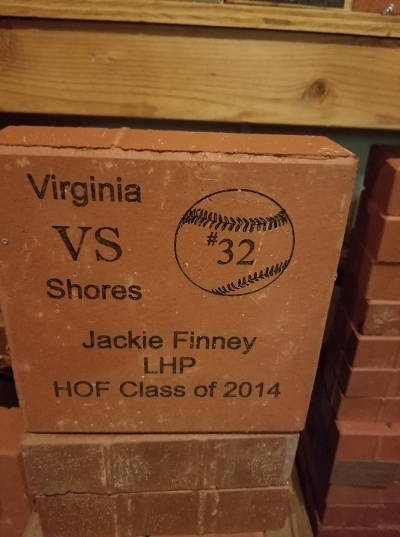 Virginia
VS
Shores
#32
Jackie Finney
LHP
HOF Class of 2014